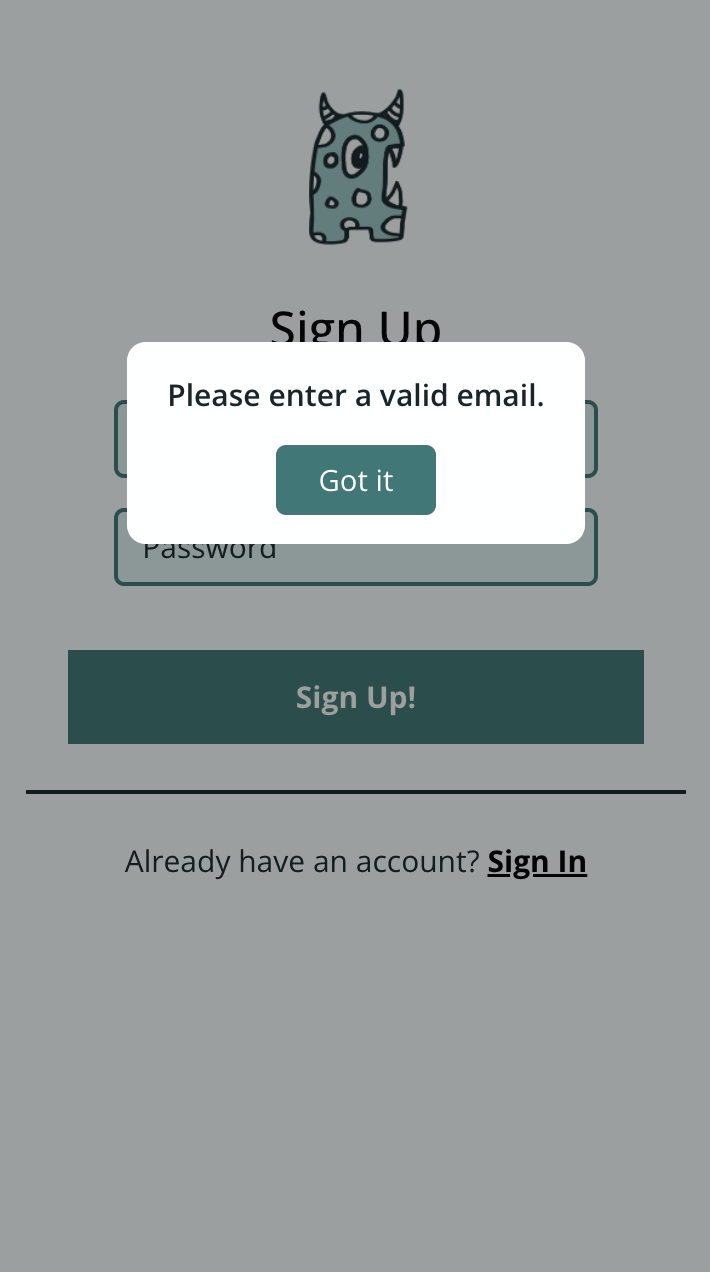 Sign Up
Please enter a valid email.
Got it
Password
Sign Up!
Already have an account? Sign In